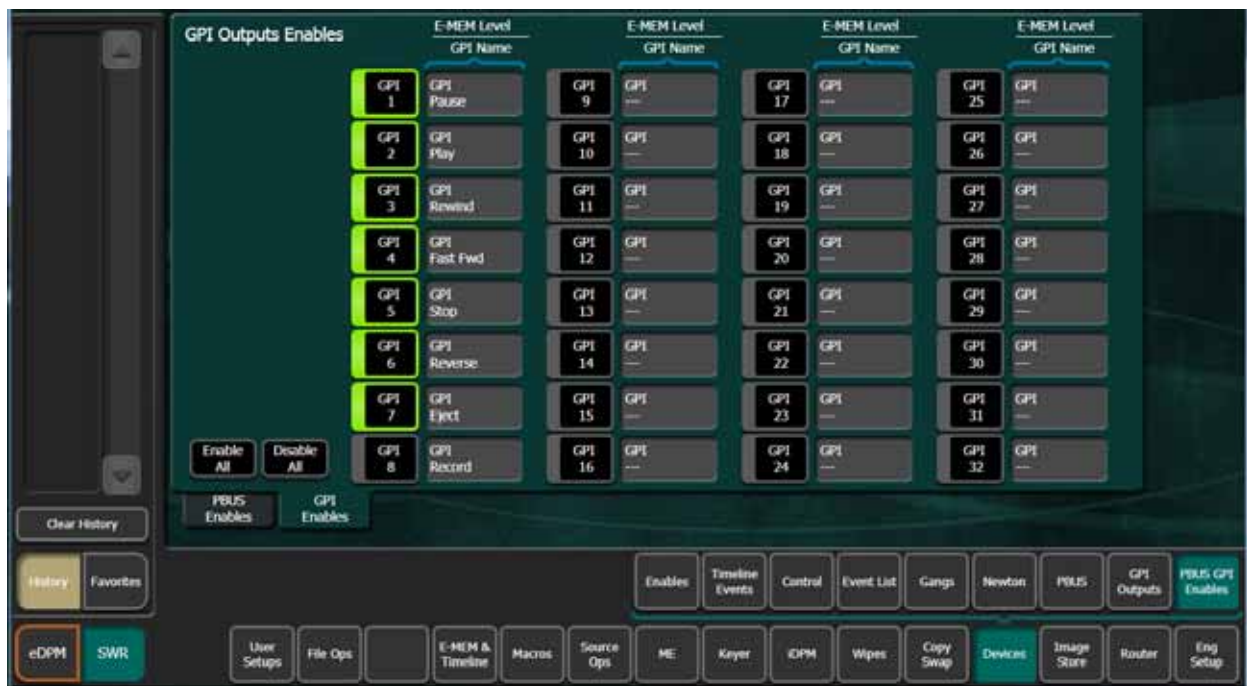 GPI Outputs Enables
E-MEM Level
GPI Name
E-MEM Level
GPI Name
E-MEM Level
GPI Name
E-MEM Level
GPI Name
GPI
1
GPI
Pause
GPI
9
GPI
---
GPI
17
GPI
---
GPI
25
GPI
---
GPI
2
GPI
Play
GPI
10
GPI
---
GPI
18
GPI
---
GPI
26
GPI
---
GPI
3
GPI
Rewind
GPI
11
GPI
---
GPI
19
GPI
---
GPI
27
GPI
---
GPI
4
GPI
Fast Fwd
GPI
12
GPI
---
GPI
20
GPI
---
GPI
28
GPI
---
GPI
5
GPI
Stop
GPI
13
GPI
---
GPI
21
GPI
---
GPI
29
GPI
---
GPI
6
GPI
Reverse
GPI
14
GPI
---
GPI
22
GPI
---
GPI
30
GPI
---
GPI
7
GPI
Eject
GPI
15
GPI
---
GPI
23
GPI
---
GPI
31
GPI
---
Enable
All
Disable
All
GPI
8
GPI
Record
GPI
16
GPI
---
GPI
24
GPI
---
GPI
32
GPI
---
PBUS
Enables
GPI
Enables
Clear History
History
Favorites
Enables
Timeline
Events
Control
Event List
Gangs
Newton
PBUS
GPI
Outputs
PBUS GPI
Enables
eDPM
SWR
User
Setups
File Ops
E-MEM &
Timeline
Macros
Source
Ops
ME
Keyer
iDPM
Wipes
Copy
Swap
Devices
Image
Store
Router
Eng
Setup